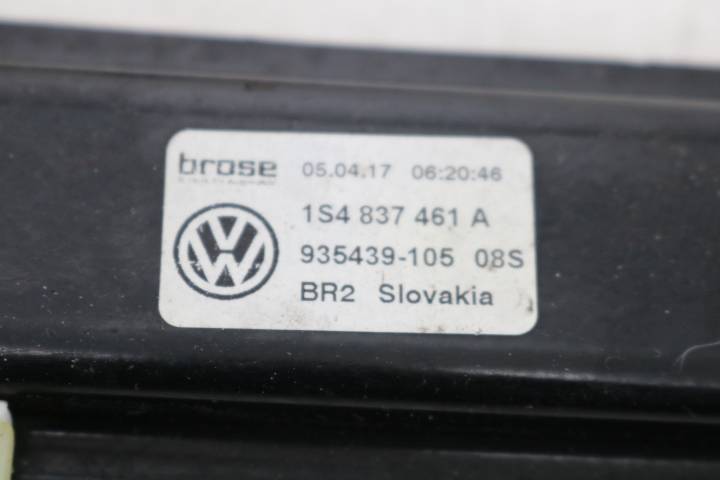 brose 05.04.17 06:20:46
1S4 837 461 A
935439-105 08S
BR2 Slovakia